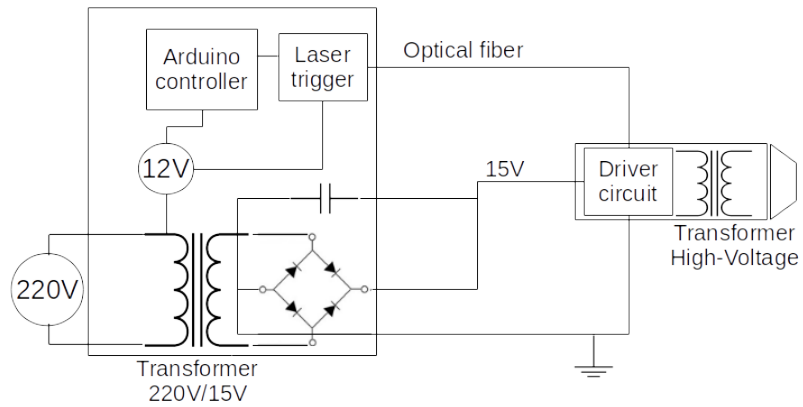 Arduino
controller
Laser
trigger
Optical fiber
12V
15V
Driver
circuit
Transformer
High-Voltage
220V
Transformer
220V/15V